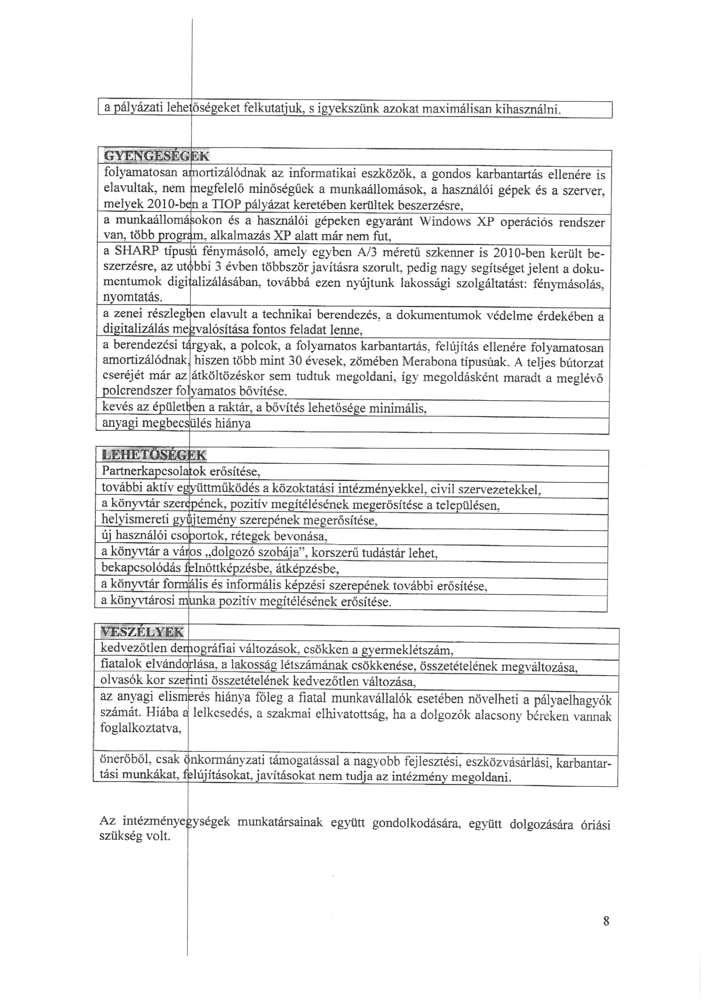 a pályázati lehetőségeket felkutatjuk, s igyekszünk azokat maximálisan kihasználni.
GYENGESÉGEK
folyamatosan amortizálódnak az informatikai eszközök, a gondos karbantartás ellenére is
elavultak, nem megfelelő minőségűek a munkaállomások, a használói gépek és a szerver,
melyek 2010-ben a TIOP pályázat keretében kerültek beszerzésre,
a munkaállomásokon és a használói gépeken egyaránt Windows XP operációs rendszer
van, több program, alkalmazás XP alatt már nem fut,
a SHARP típusú fénymásoló, amely egyben A/3 méretű szkenner is 2010-ben került be-
szerzésre, az utóbbi 3 évben többször javításra szorult, pedig nagy segítséget jelent a doku-
mentumok digitalizálásában, továbbá ezen nyújtunk lakossági szolgáltatást: fénymásolás,
nyomtatás.
a zenei részlegben elavult a technikai berendezés, a dokumentumok védelme érdekében a
digitalizálás megvalósítása fontos feladat lenne,
a berendezési tárgyak, a polcok, a folyamatos karbantartás, felújítás ellenére folyamatosan
amortizálódnak, hiszen több mint 30 évesek, zömében Merabona típusúak. A teljes bútorzat
cseréjét már az átköltözéskor sem tudtuk megoldani, így megoldásként maradt a meglévő
polcrendszer folyamatos bővítése.
kevés az épületben a raktár, a bővítés lehetősége minimális,
anyagi megbecsülés hiánya
LEHETŐSÉGEK
Partnerkapcsolatok erősítése,
további aktív együttműködés a közoktatási intézményekkel, civil szervezetekkel,
a könyvtár szerepének, pozitív megítélésének megerősítése a településen,
helyismereti gyűjtemény szerepének megerősítése,
új használói csoportok, rétegek bevonása,
a könyvtár a város „dolgozó szobája”, korszerű tudástár lehet,
bekapcsolódás felnőttképzésbe, átképzésbe,
a könyvtár formális és informális képzési szerepének további erősítése,
a könyvtárosi munka pozitív megítélésének erősítése.
VESZÉLYEK
kedvezőtlen demográfiai változások, csökken a gyermeklétszám,
fiatalok elvándorlása, a lakosság létszámának csökkenése, összetételének megváltozása,
olvasók kor szerinti összetételének kedvezőtlen változása,
az anyagi elismerés hiánya főleg a fiatal munkavállalók esetében növelheti a pályaelhagyók
számát. Hiába a lelkesedés, a szakmai elhivatottság, ha a dolgozók alacsony béreken vannak
foglalkoztatva,
önerőből, csak önkormányzati támogatással a nagyobb fejlesztési, eszközvásárlási, karbantar-
tási munkákat, felújításokat, javításokat nem tudja az intézmény megoldani.
Az intézményegységek munkatársainak együtt gondolkodására, együtt dolgozására óriási
szükség volt.
8